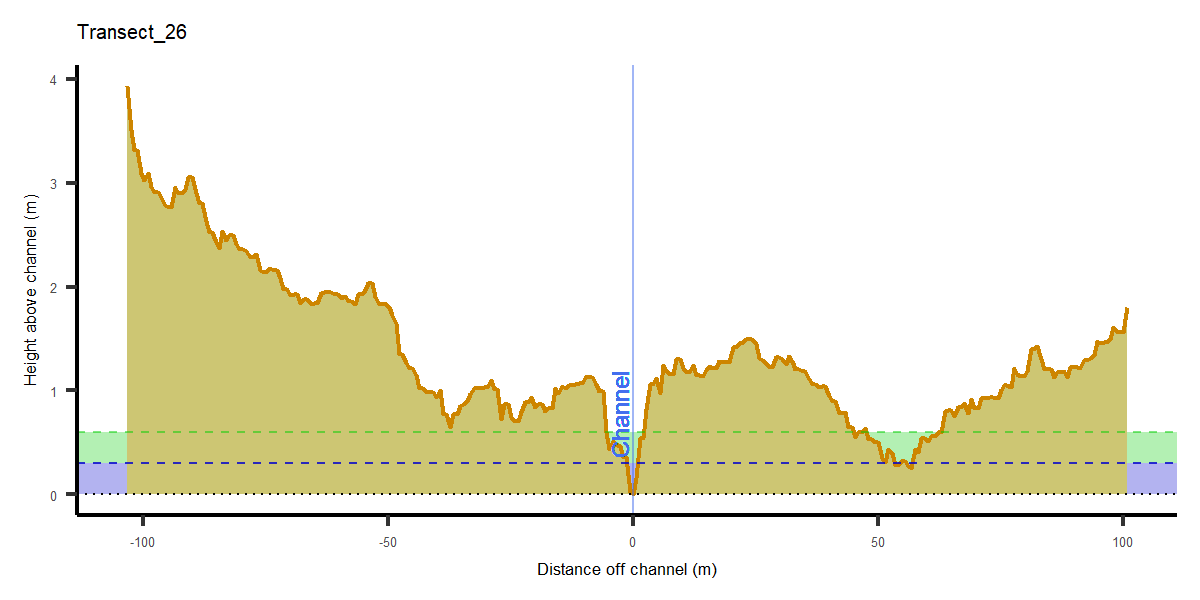 Transect_26
Height above channel (m)
4
3
2
1
0
Channel
-100
-50
0
50
100
Distance off channel (m)